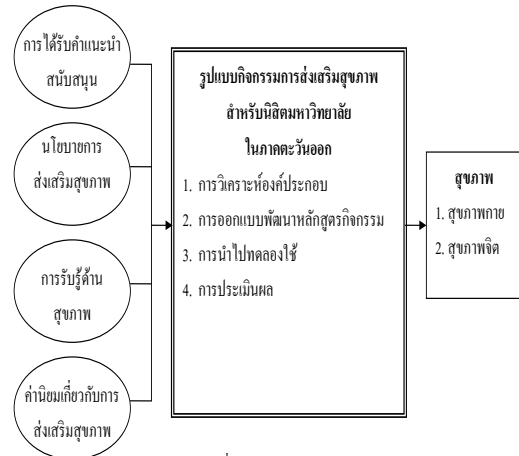 การได้รับคำแนะนำ
สนับสนุน
นโยบายการ
ส่งเสริมสุขภาพ
การรับรู้ด้าน
สุขภาพ
ค่านิยมเกี่ยวกับการ
ส่งเสริมสุขภาพ
รูปแบบกิจกรรมการส่งเสริมสุขภาพ
สำหรับนิสิตมหาวิทยาลัย
ในภาคตะวันออก
1. การวิเคราะห์องค์ประกอบ
2. การออกแบบพัฒนาหลักสูตรกิจกรรม
3. การนำไปทดลองใช้
4. การประเมินผล
สุขภาพ
1. สุขภาพกาย
2. สุขภาพจิต